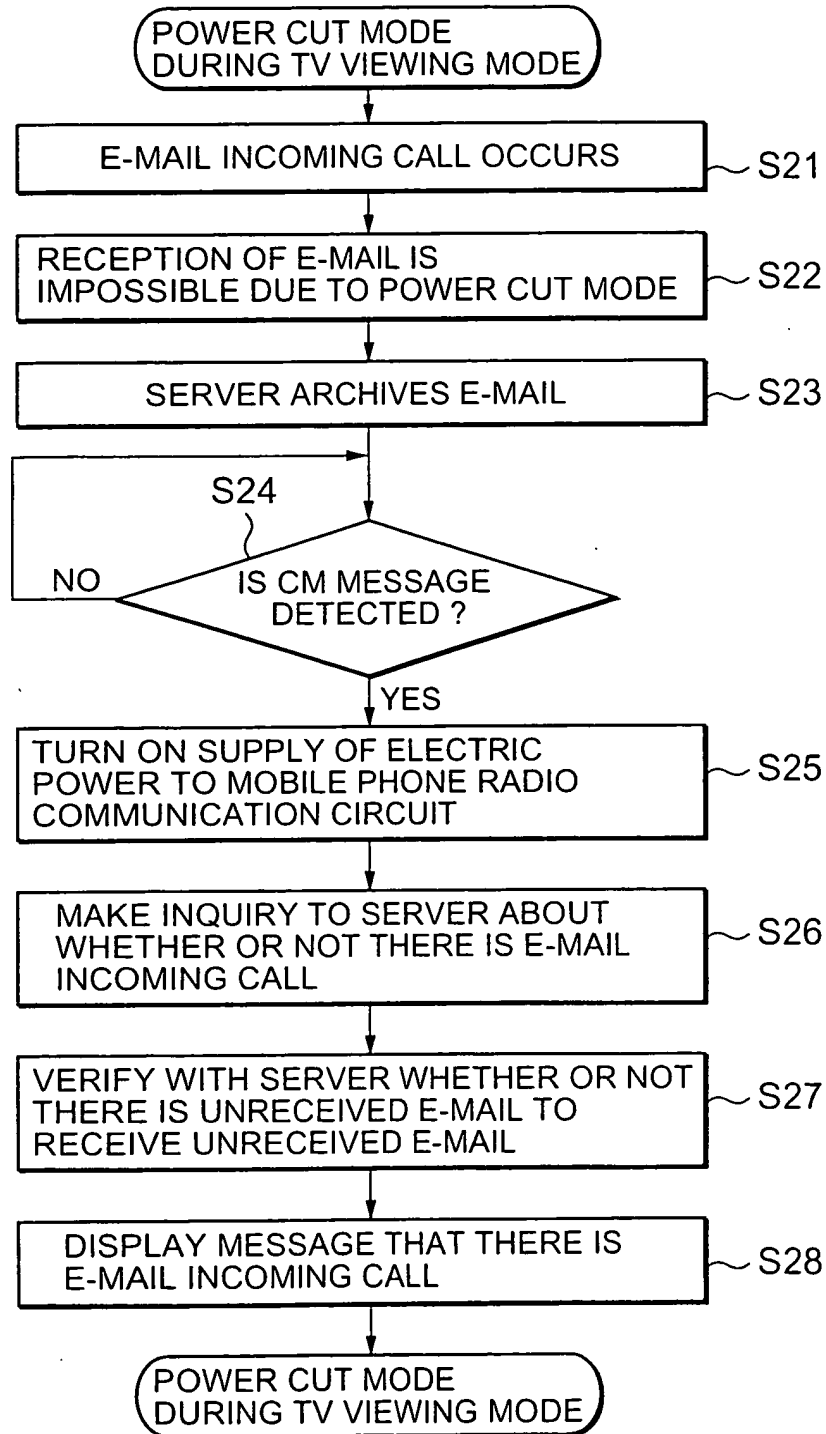 POWER CUT MODE
DURING TV VIEWING MODE
E-MAIL INCOMING CALL OCCURS
S21
RECEPTION OF E-MAIL IS
IMPOSSIBLE DUE TO POWER CUT MODE
S22
SERVER ARCHIVES E-MAIL
S23
S24
NO
IS CM MESSAGE
DETECTED ?
YES
TURN ON SUPPLY OF ELECTRIC
POWER TO MOBILE PHONE RADIO
COMMUNICATION CIRCUIT
S25
MAKE INQUIRY TO SERVER ABOUT
WHETHER OR NOT THERE IS E-MAIL
INCOMING CALL
S26
VERIFY WITH SERVER WHETHER OR NOT
THERE IS UNRECEIVED E-MAIL TO
RECEIVE UNRECEIVED E-MAIL
S27
DISPLAY MESSAGE THAT THERE IS
E-MAIL INCOMING CALL
S28
POWER CUT MODE
DURING TV VIEWING MODE